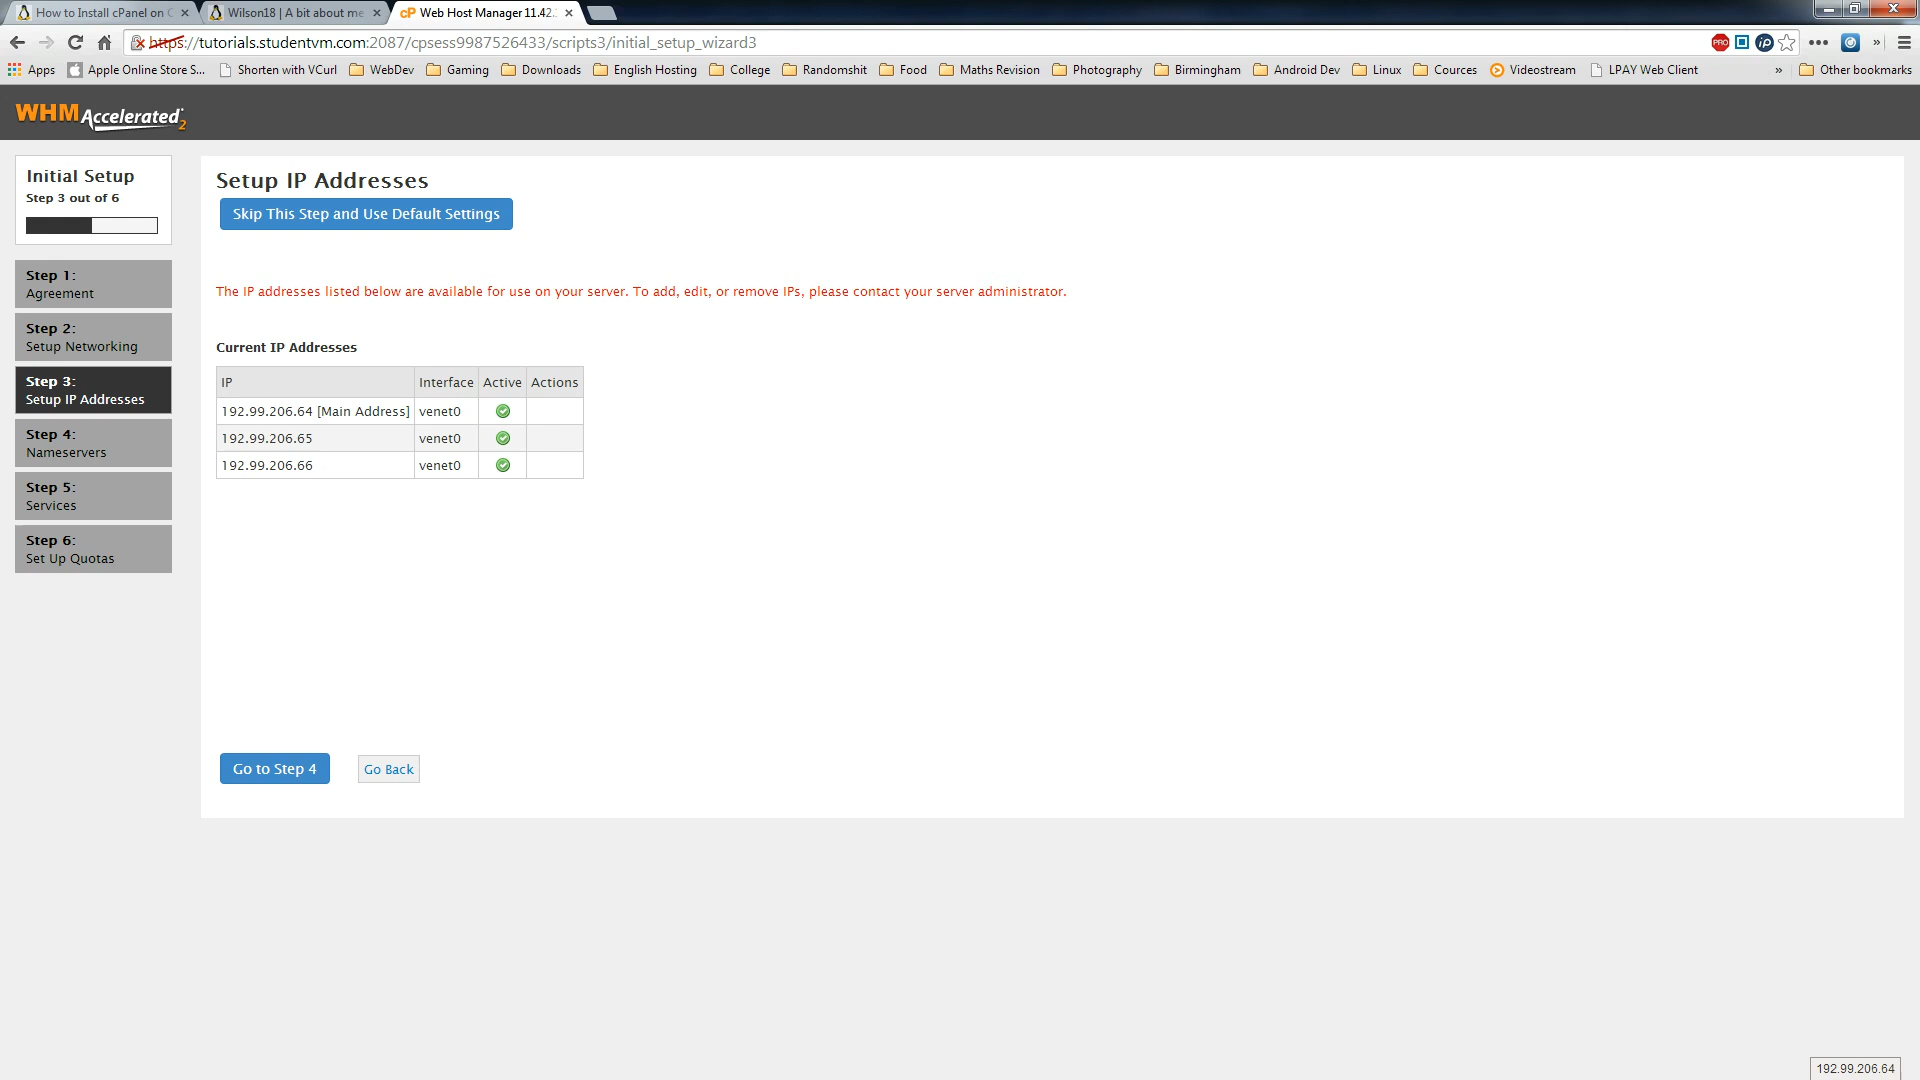 How to Install cPanel on C
Wilson18 | A bit about me
cP Web Host Manager 11.42.
https://tutorials.studentvm.com:2087/cpsess9987526433/scripts3/initial_setup_wizard3
PRO
ip
Apps
Apple Online Store S...
Shorten with VCurl
WebDev
Gaming
Downloads
English Hosting
College
Randomshit
Food
Maths Revision
Photography
Birmingham
Android Dev
Linux
Cources
Videostream
LPAY Web Client
»
Other bookmarks
WHM Accelerated2
Initial Setup
Step 3 out of 6
Step 1:
Agreement
Step 2:
Setup Networking
Step 3:
Setup IP Addresses
Step 4:
Nameservers
Step 5:
Services
Step 6:
Set Up Quotas
Setup IP Addresses
Skip This Step and Use Default Settings
The IP addresses listed below are available for use on your server. To add, edit, or remove IPs, please contact your server administrator.
Current IP Addresses
IP Interface Active Actions
192.99.206.64 [Main Address] venet0
192.99.206.65 venet0
192.99.206.66 venet0
Go to Step 4
Go Back
192.99.206.64